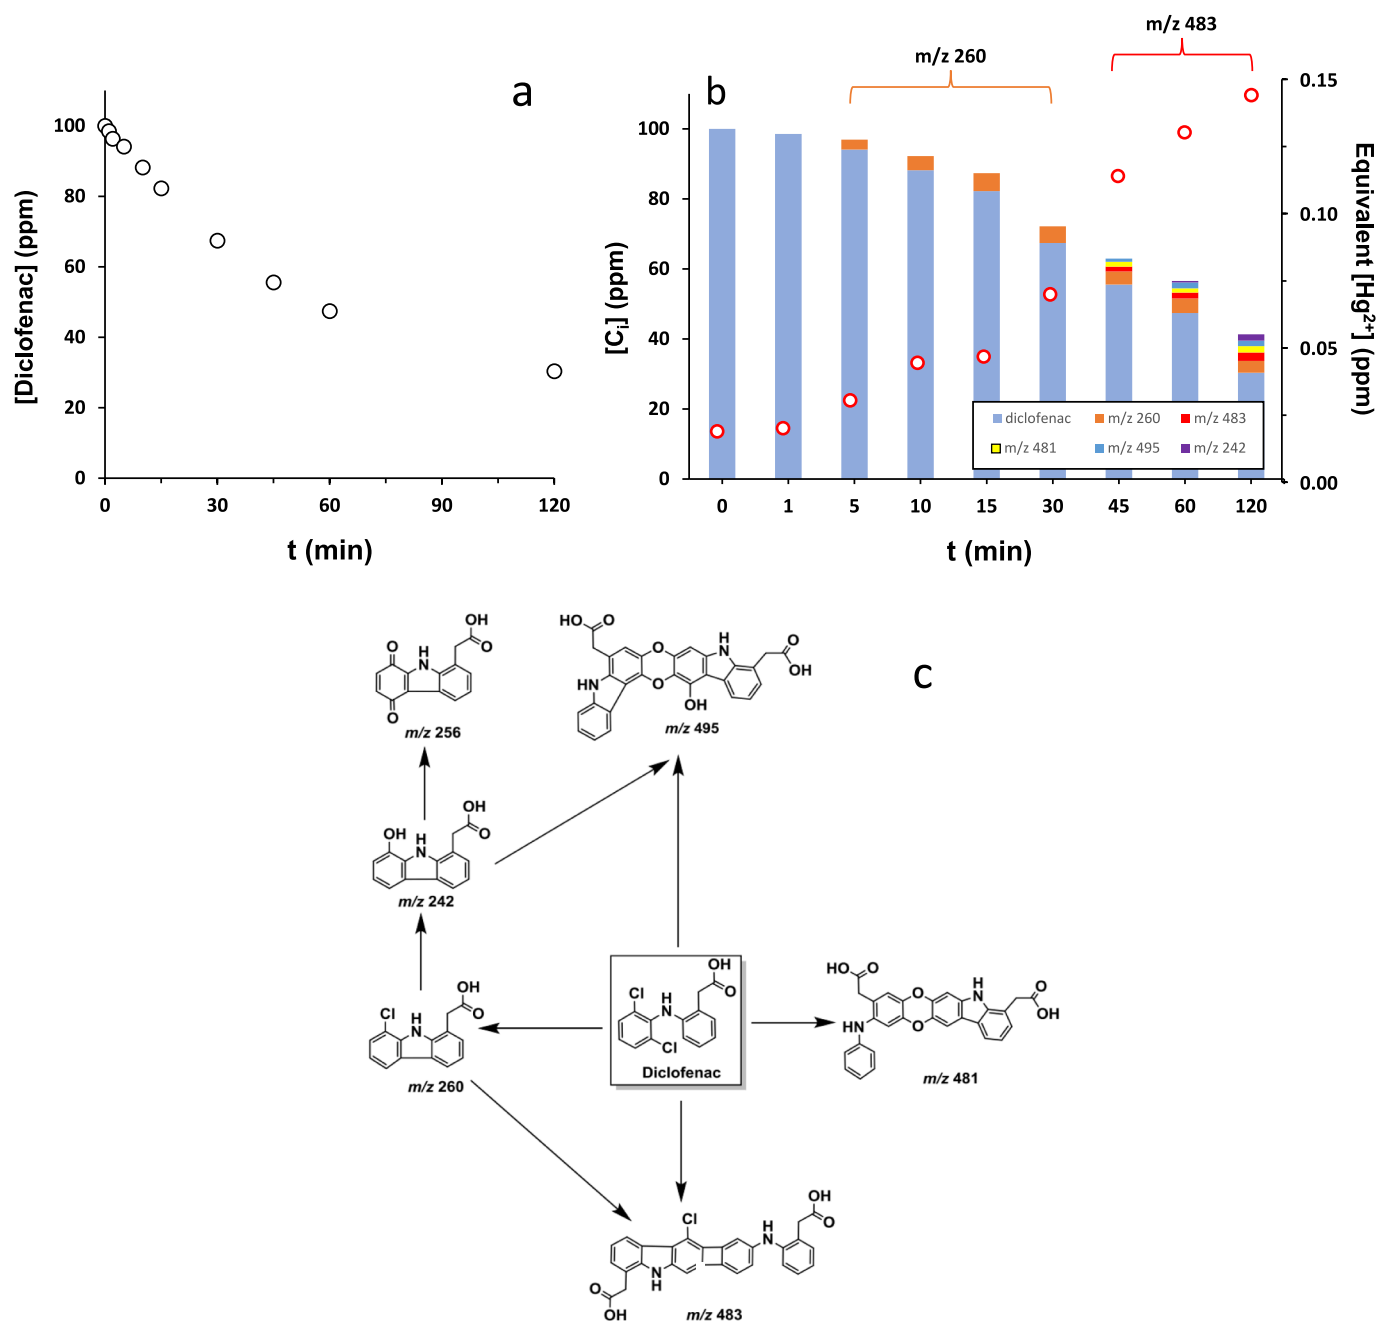 a
[Diclofenac] (ppm)
100
80
60
40
20
0
0 30 60 90 120
t (min)
b
m/z 260
m/z 483
[Ci] (ppm)
100
80
60
40
20
0
0 1 5 10 15 30 45 60 120
t (min)
0.15
0.10
0.05
0.00
Equivalent [Hg2+] (ppm)
diclofenac m/z 260 m/z 483
m/z 481 m/z 495 m/z 242
c
OH
O
O
H
N
O
m/z 256
HO
O
O
H
N
O
OH
HN
O
OH
m/z 495
OH
OH
O
H
N
m/z 242
OH
O
Cl
H
N
m/z 260
OH
O
Cl
H
N
Cl
Diclofenac
HO
O
O
H
N
O
OH
HN
O
m/z 481
OH
O
Cl
H
N
N
H
O
OH
m/z 483